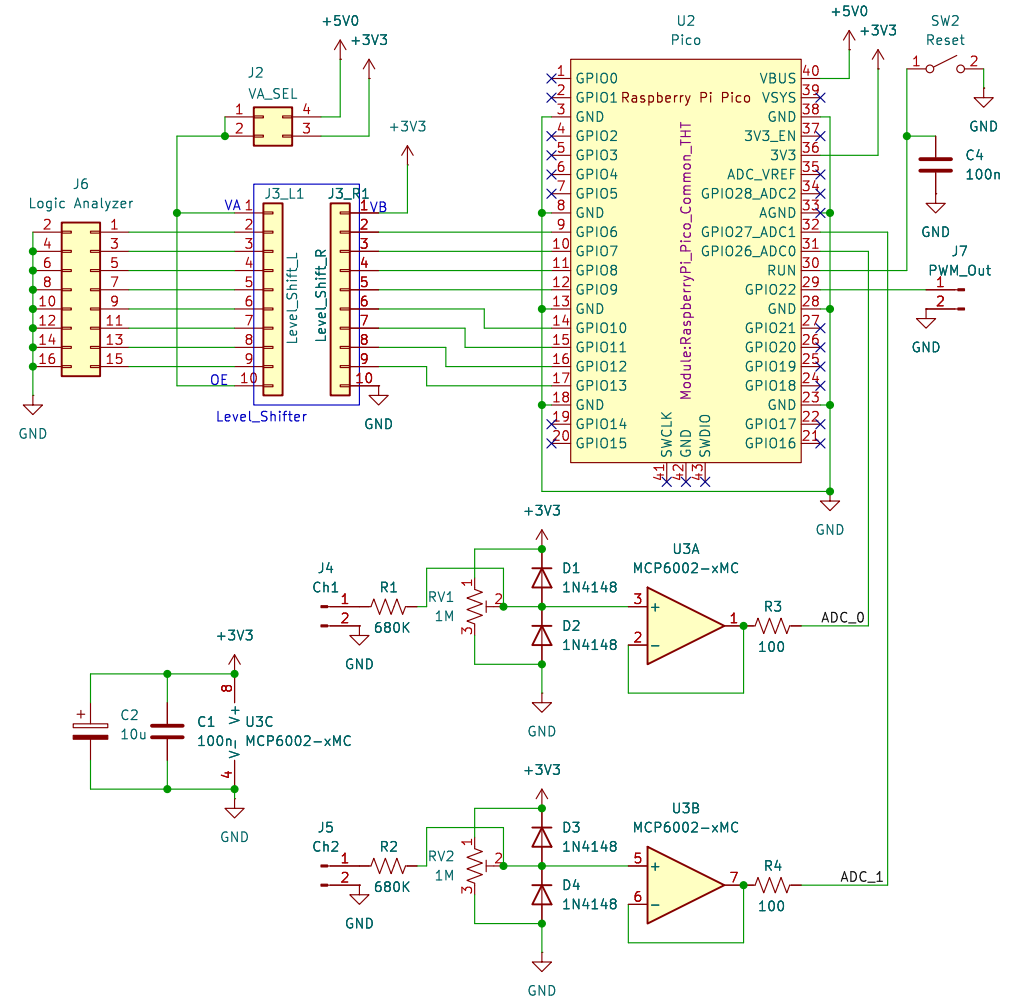 +5V0
+3V3
J2
VA_SEL
1
2
4
3
+3V3
J6
Logic Analyzer
2
4
6
8
10
12
14
16
1
3
5
7
9
11
13
15
GND
VA
OE
J3_L1
1
2
3
4
5
6
7
8
9
10
Level_Shift_L
J3_R1
1
2
3
4
5
6
7
8
9
10
Level_Shift_R
VB
Level_Shifter
GND
U2
Pico
Raspberry Pi Pico
Module:RaspberryPi_Pico_Common_THT
1 GPIO0
2 GPIO1
3 GND
4 GPIO2
5 GPIO3
6 GPIO4
7 GPIO5
8 GND
9 GPIO6
10 GPIO7
11 GPIO8
12 GPIO9
13 GND
14 GPIO10
15 GPIO11
16 GPIO12
17 GPIO13
18 GND
19 GPIO14
20 GPIO15
VBUS 40
VSYS 39
GND 38
3V3_EN 37
3V3 36
ADC_VREF 35
GPIO28_ADC2 34
AGND 33
GPIO27_ADC1 32
GPIO26_ADC0 31
RUN 30
GPIO22 29
GND 28
GPIO21 27
GPIO20 26
GPIO19 25
GPIO18 24
GND 23
GPIO17 22
GPIO16 21
SWCLK 41
GND 42
SWDIO 43
+5V0
+3V3
SW2
Reset
1
2
GND
C4
100n
GND
J7
PWM_Out
1
2
GND
GND
+3V3
J4
Ch1
1
2
GND
R1
680K
RV1
1M
1
2
3
D1
1N4148
D2
1N4148
GND
U3A
MCP6002-xMC
3
+
2
−
1
R3
100
ADC_0
+3V3
8
V+
V-
4
C2
10u
+
C1
100n
U3C
MCP6002-xMC
GND
+3V3
J5
Ch2
1
2
GND
R2
680K
RV2
1M
1
2
3
D3
1N4148
D4
1N4148
GND
U3B
MCP6002-xMC
5
+
6
−
7
R4
100
ADC_1